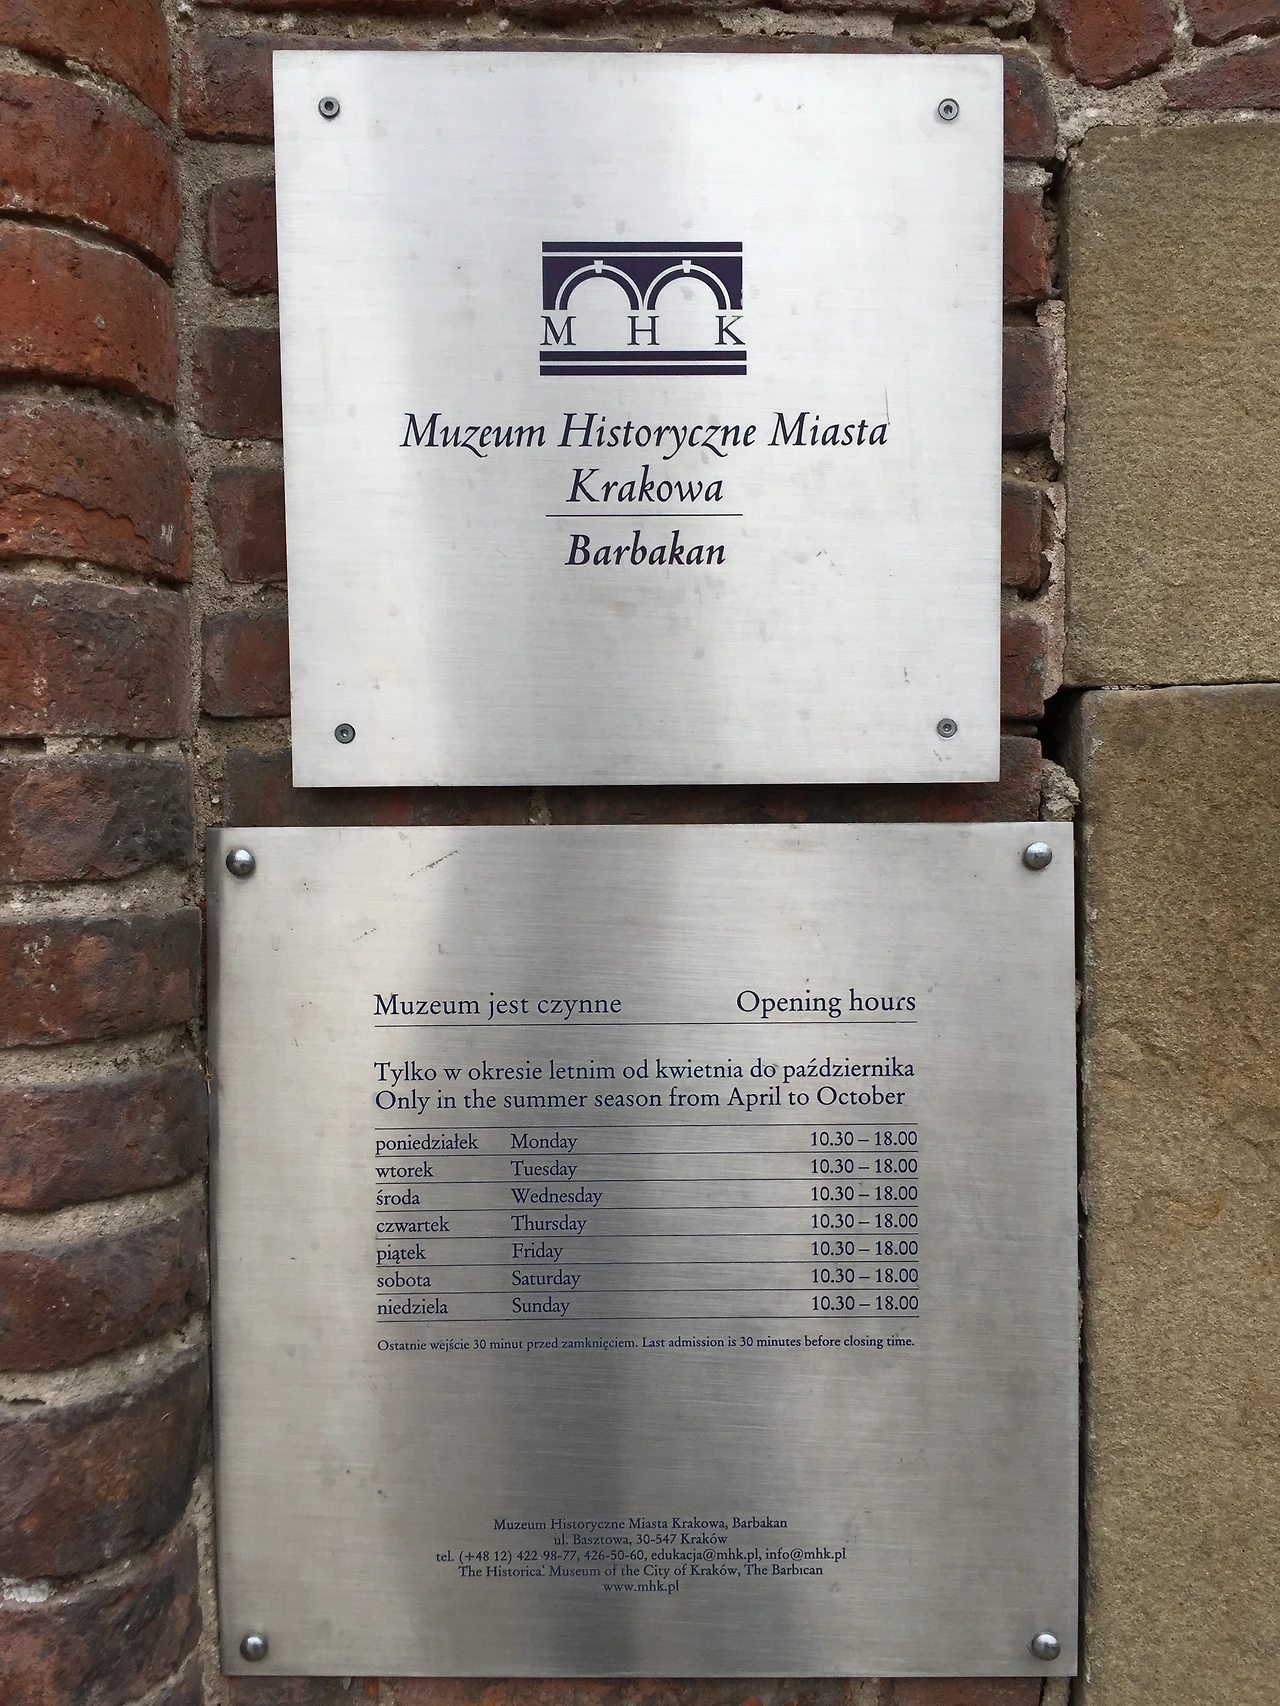 M H K
Muzeum Historyczne Miasta
Krakowa
Barbakan
Muzeum jest czynne Opening hours
Tylko w okresie letnim od kwietnia do października
Only in the summer season from April to October
poniedziałek Monday 10.30 – 18.00
wtorek Tuesday 10.30 – 18.00
środa Wednesday 10.30 – 18.00
czwartek Thursday 10.30 – 18.00
piątek Friday 10.30 – 18.00
sobota Saturday 10.30 – 18.00
niedziela Sunday 10.30 – 18.00
Ostatnie wejście 30 minut przed zamknięciem. Last admission is 30 minutes before closing time.
Muzeum Historyczne Miasta Krakowa, Barbakan
ul. Basztowa, 30-547 Kraków
tel. (+48 12) 422-98-77, 426-50-60, edukacja@mhk.pl, info@mhk.pl
The Historical Museum of the City of Kraków, The Barbican
www.mhk.pl